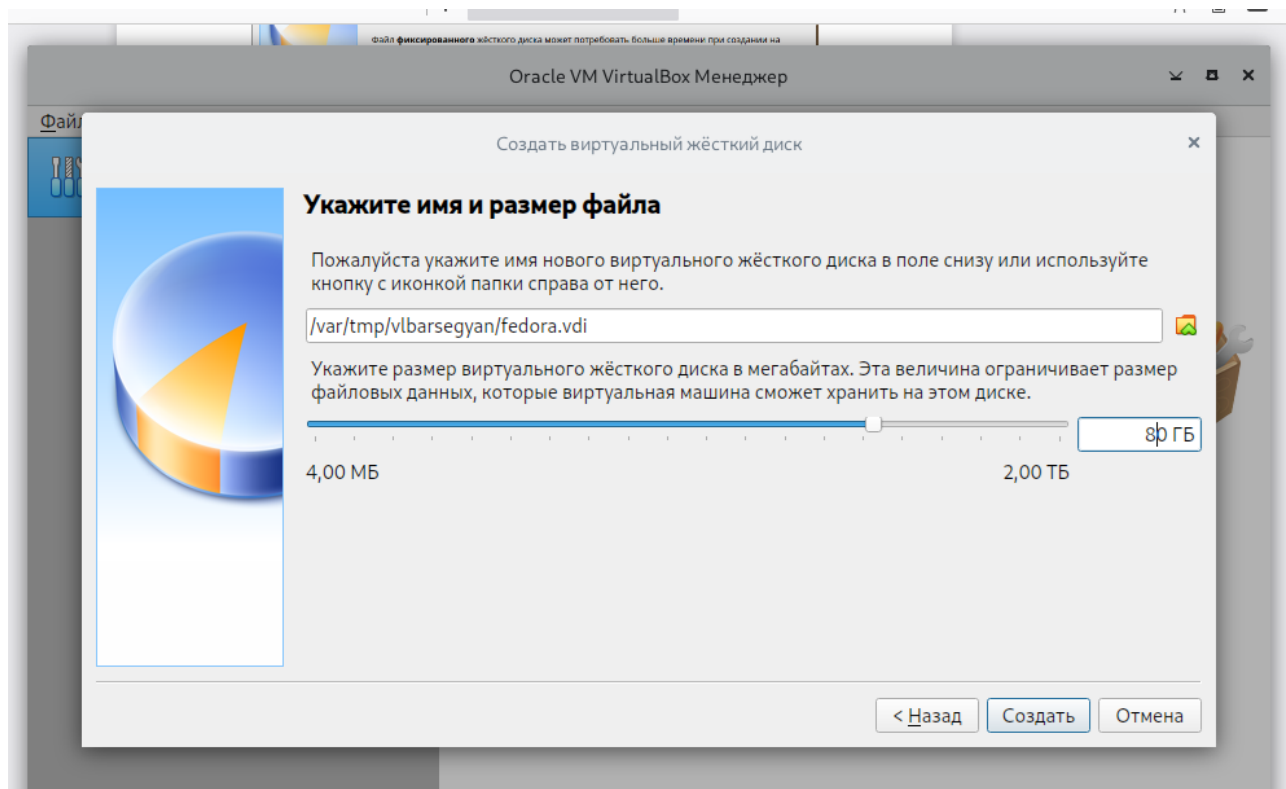 Файл фиксированного жёсткого диска может потребовать больше времени при создании на
Oracle VM VirtualBox Менеджер
Файл
Создать виртуальный жёсткий диск
Укажите имя и размер файла
Пожалуйста укажите имя нового виртуального жёсткого диска в поле снизу или используйте
кнопку с иконкой папки справа от него.
/var/tmp/vlbarsegyan/fedora.vdi
Укажите размер виртуального жёсткого диска в мегабайтах. Эта величина ограничивает размер
файловых данных, которые виртуальная машина сможет хранить на этом диске.
80 ГБ
4,00 МБ 2,00 ТБ
< Назад Создать Отмена